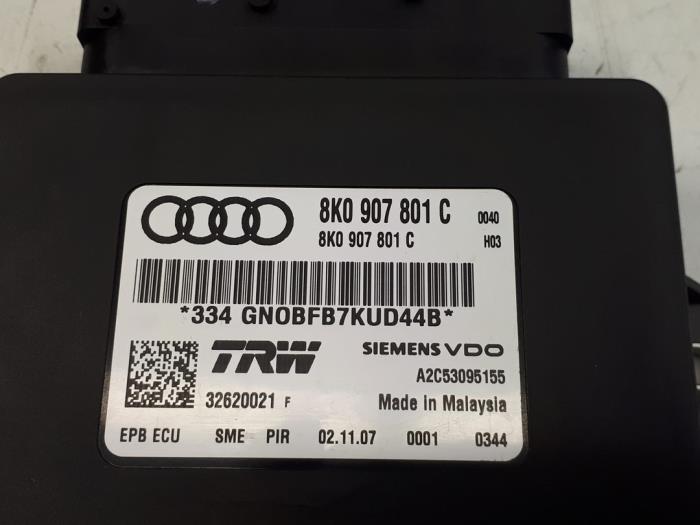 8K0 907 801 C 0040
8K0 907 801 C H03
*334 GN0BFB7KUD44B*
TRW SIEMENS VDO
A2C53095155
32620021 F Made in Malaysia
EPB ECU SME PIR 02.11.07 0001 0344